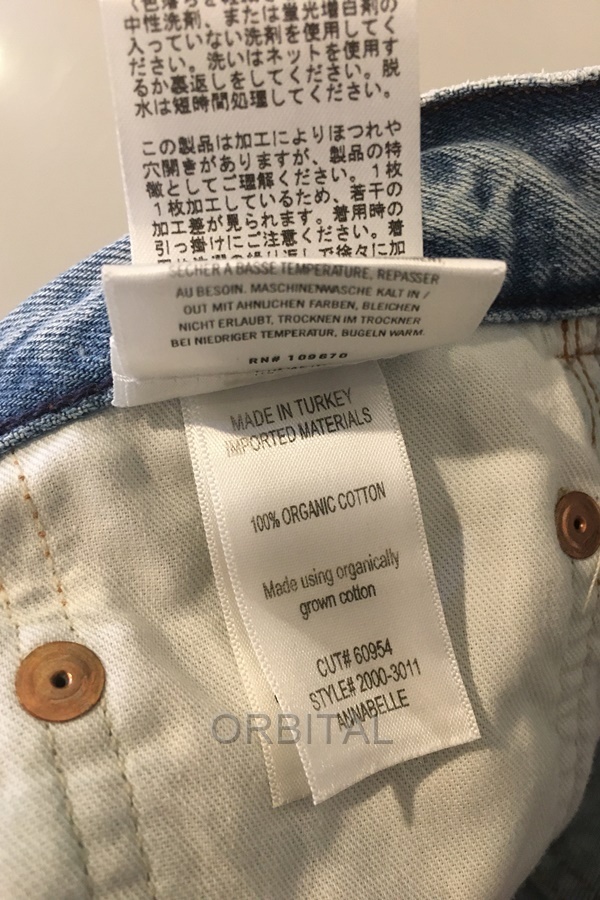 中性洗剤、または蛍光増白剤の
入っていない洗剤を使用してく
ださい。洗いはネットを使用す
るか裏返しをしてください。脱
水は短時間処理してください。
この製品は加工によりほつれや
穴開きがありますが、製品の特
徴としてご理解ください。1枚
1枚加工しているため、若干の
加工差が見られます。着用時の
引っ掛けにご注意ください。着
SÉCHER À BASSE TEMPÉRATURE, REPASSER
AU BESOIN. MASCHINENWASCHE KALT IN /
OUT MIT AHNLICHEN FARBEN, BLEICHEN
NICHT ERLAUBT, TROCKNEN IM TROCKNER
BEI NIEDRIGER TEMPERATUR, BUGELN WARM.
RN# 109670
MADE IN TURKEY
IMPORTED MATERIALS
100% ORGANIC COTTON
Made using organically
grown cotton
CUT# 60954
STYLE# 2000-3011
ANNABELLE
ORBITAL